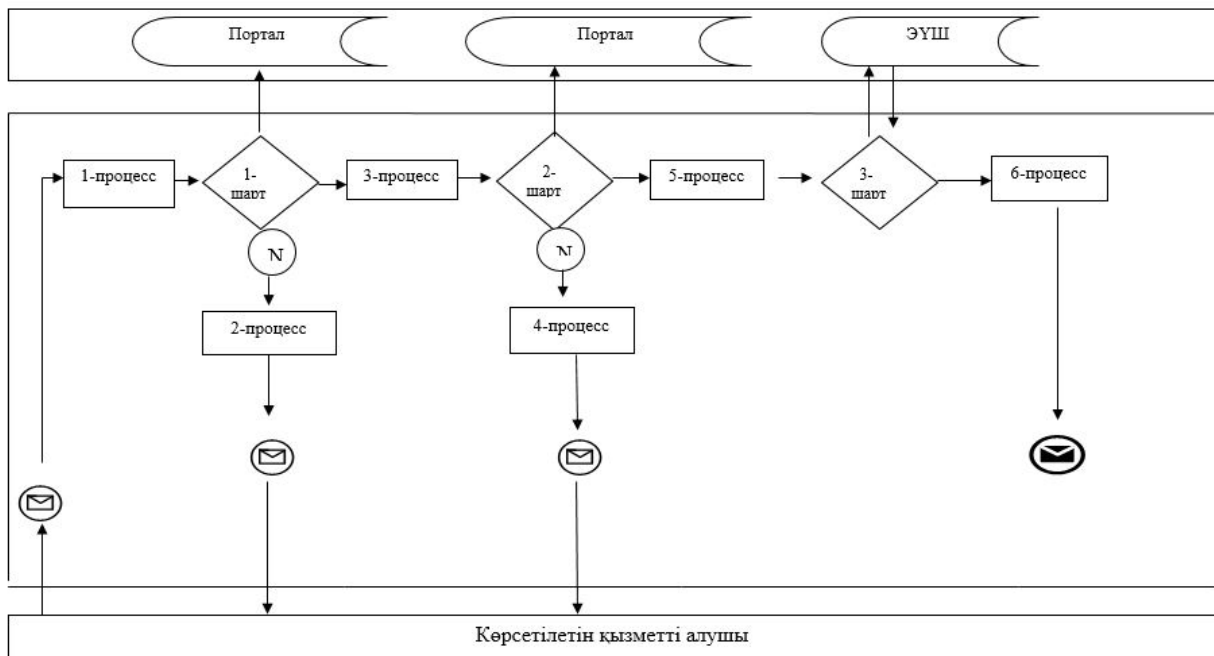 Портал
Портал
ЭҮШ
1-процесс
1-
шарт
3-процесс
2-
шарт
5-процесс
3-
шарт
6-процесс
N
N
2-процесс
4-процесс
Көрсетілетін қызметті алушы